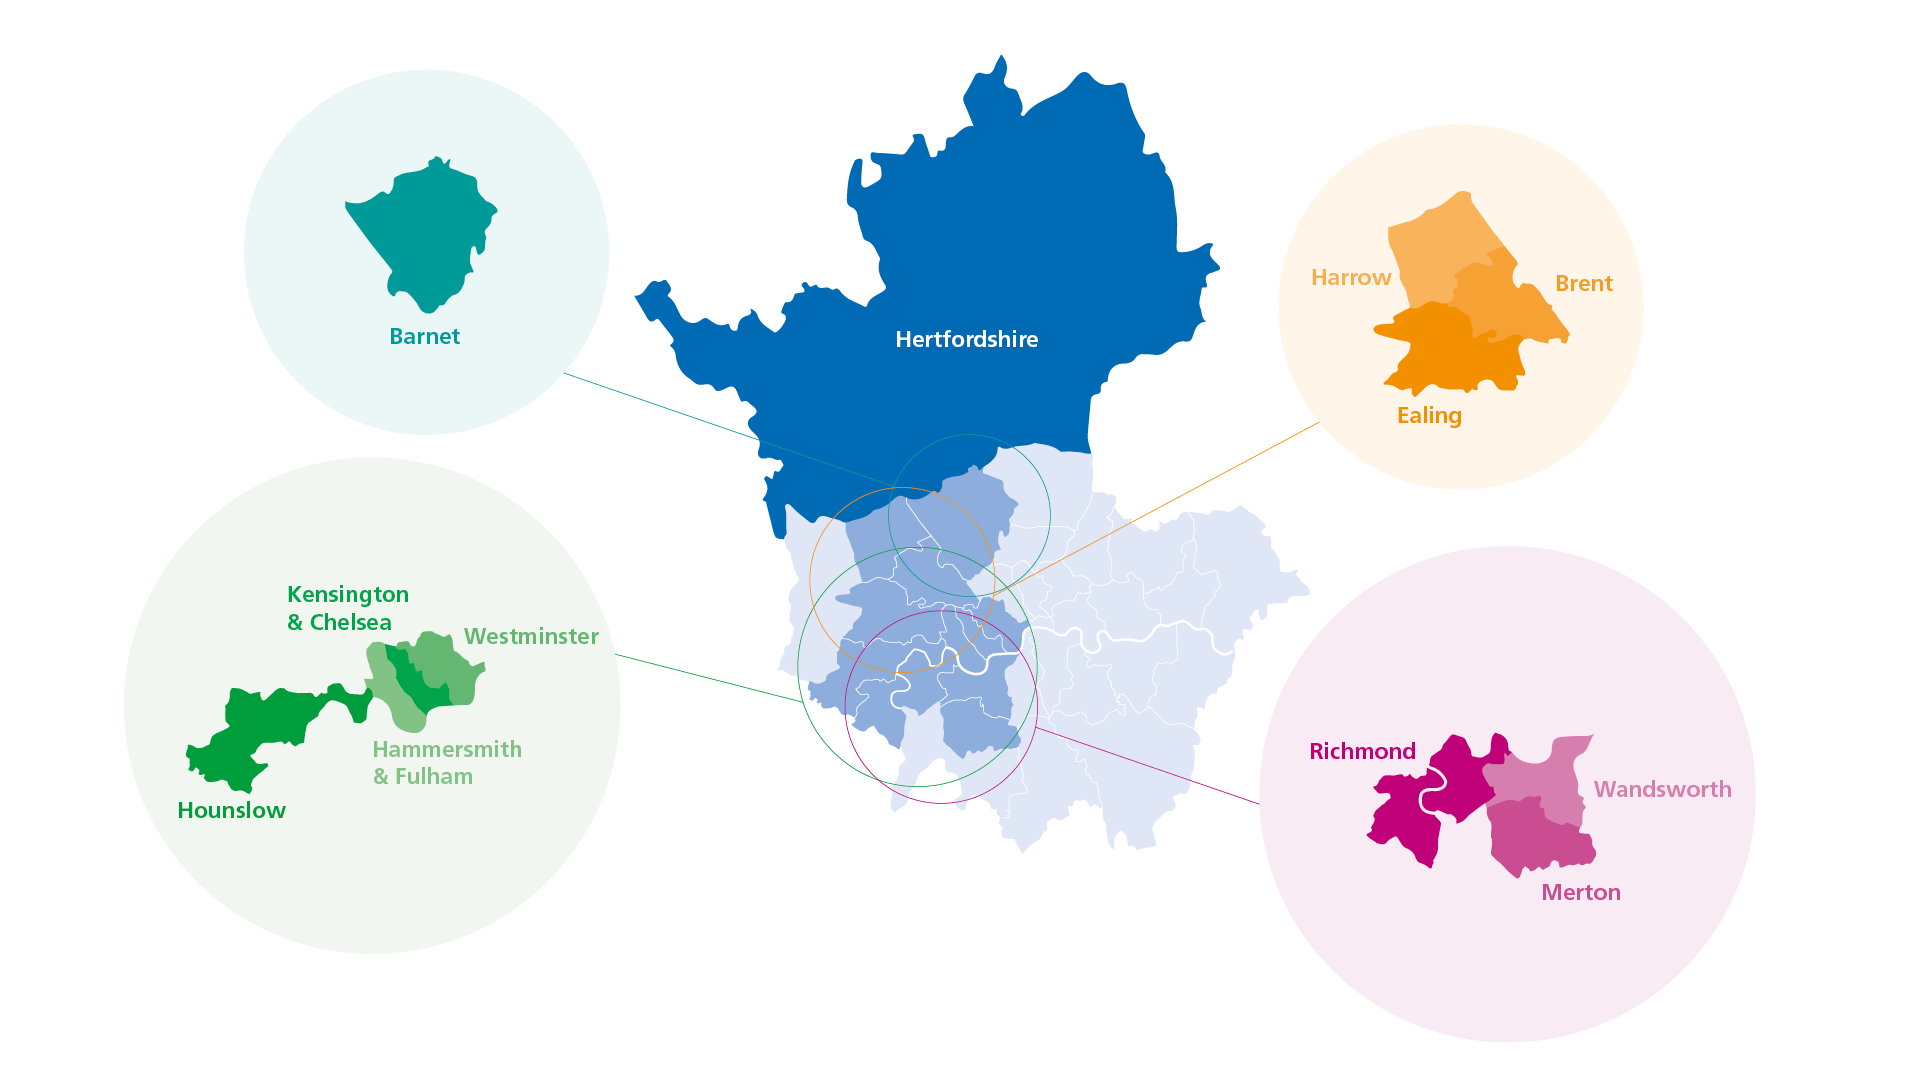 Barnet
Hertfordshire
Harrow
Brent
Ealing
Kensington
& Chelsea
Westminster
Hammersmith
& Fulham
Hounslow
Richmond
Wandsworth
Merton